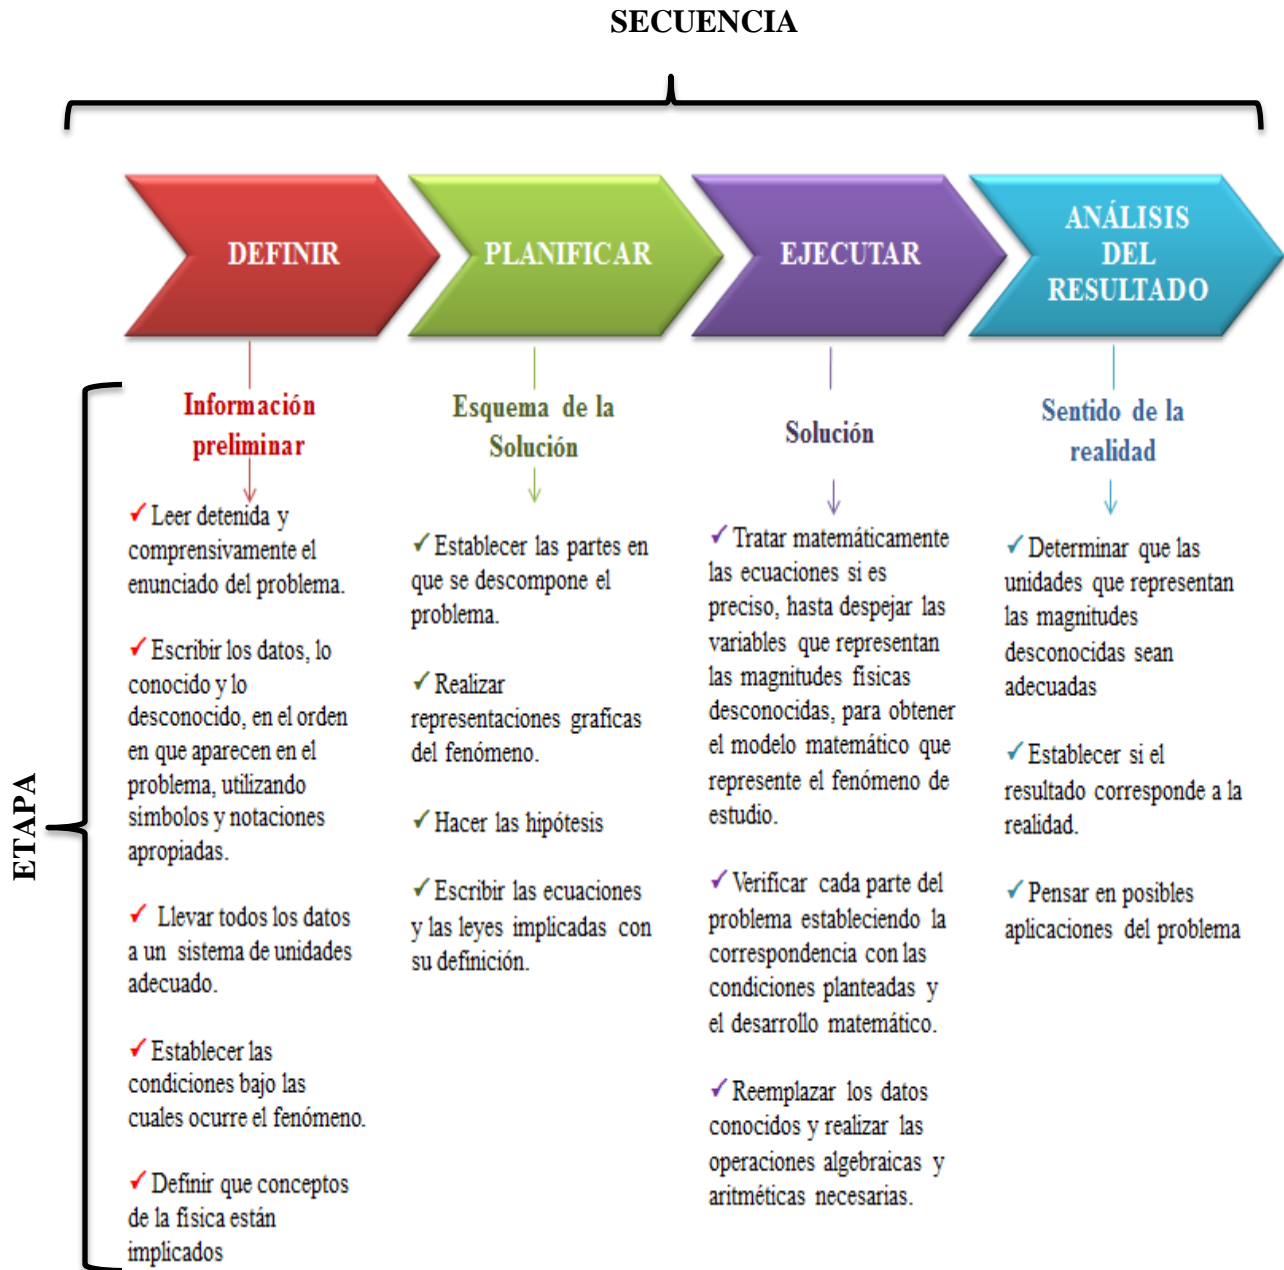 SECUENCIA
DEFINIR
PLANIFICAR
EJECUTAR
ANÁLISIS
DEL
RESULTADO
ETAPA
Información
preliminar
✓ Leer detenida y
comprensivamente el
enunciado del problema.
✓ Escribir los datos, lo
conocido y lo
desconocido, en el orden
en que aparecen en el
problema, utilizando
simbolos y notaciones
apropiadas.
✓ Llevar todos los datos
a un sistema de unidades
adecuado.
✓ Establecer las
condiciones bajo las
cuales ocurre el fenómeno.
✓ Definir que conceptos
de la física están
implicados
Esquema de la
Solución
✓ Establecer las partes en
que se descompone el
problema.
✓ Realizar
representaciones graficas
del fenómeno.
✓ Hacer las hipótesis
✓ Escribir las ecuaciones
y las leyes implicadas con
su definición.
Solución
✓ Tratar matemáticamente
las ecuaciones si es
preciso, hasta despejar las
variables que representan
las magnitudes físicas
desconocidas, para obtener
el modelo matemático que
represente el fenómeno de
estudio.
✓ Verificar cada parte del
problema estableciendo la
correspondencia con las
condiciones planteadas y
el desarrollo matemático.
✓ Reemplazar los datos
conocidos y realizar las
operaciones algebraicas y
aritméticas necesarias.
Sentido de la
realidad
✓ Determinar que las
unidades que representan
las magnitudes
desconocidas sean
adecuadas
✓ Establecer si el
resultado corresponde a la
realidad.
✓ Pensar en posibles
aplicaciones del problema